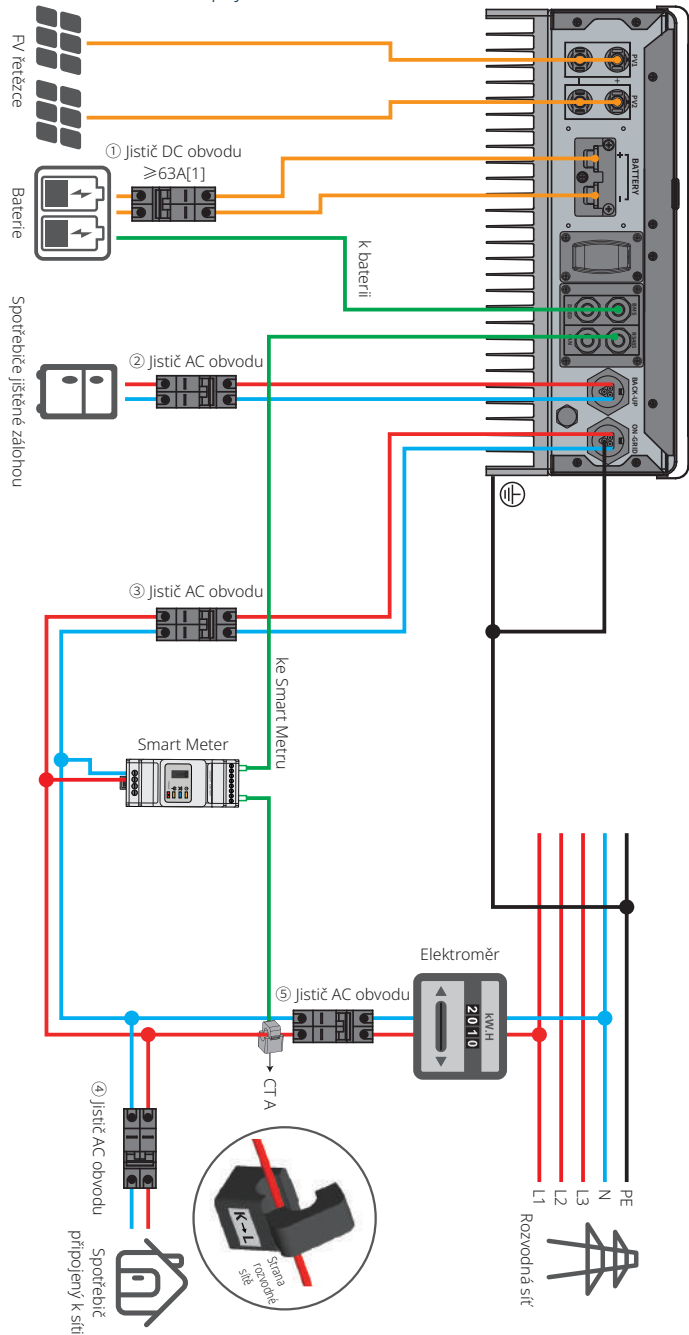 FV řetězce
① Jistič DC obvodu
≥63A[1]
Baterie
k baterii
Spotřebiče jištěné zálohou
② Jistič AC obvodu
③ Jistič AC obvodu
ke Smart Metru
Smart Meter
Elektroměr
kW.H
2010
⑤ Jistič AC obvodu
CT A
④ Jistič AC obvodu
K→L
Strana
rozvodné
sítě
Spotřebič
připojený k síti
PE
N
L3
L2
L1
Rozvodná síť
PV1
+
-
PV2
BATTERY
+
-
BMS
RS485
BACK-UP
ON-GRID